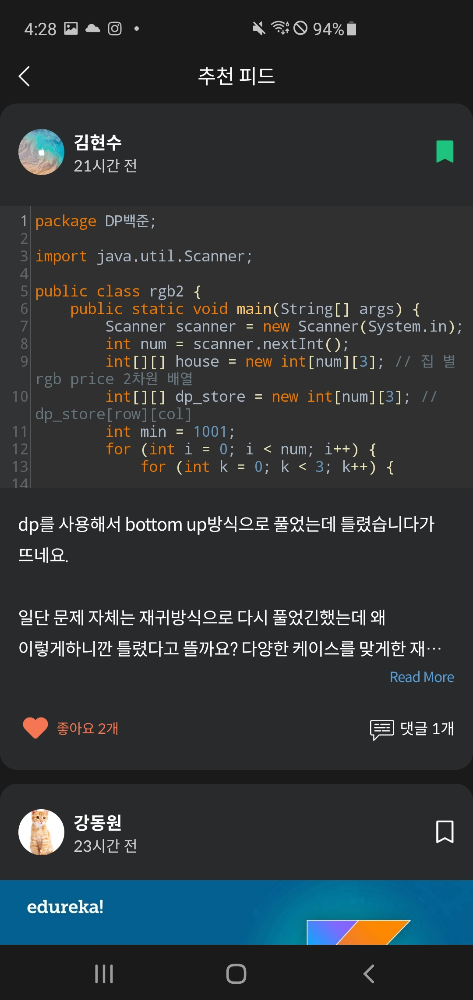 4:28 94%
추천 피드
김현수
21시간 전
1 package DP백준;
2
3 import java.util.Scanner;
4
5 public class rgb2 {
6     public static void main(String[] args) {
7         Scanner scanner = new Scanner(System.in);
8         int num = scanner.nextInt();
9         int[][] house = new int[num][3]; // 집 별
rgb price 2차원 배열
10         int[][] dp_store = new int[num][3]; //
dp_store[row][col]
11         int min = 1001;
12         for (int i = 0; i < num; i++) {
13             for (int k = 0; k < 3; k++) {
14
dp를 사용해서 bottom up방식으로 풀었는데 틀렸습니다가
뜨네요.
일단 문제 자체는 재귀방식으로 다시 풀었긴했는데 왜
이렇게하니깐 틀렸다고 뜰까요? 다양한 케이스를 맞게한 재…
Read More
좋아요 2개 댓글 1개
강동원
23시간 전
edureka!